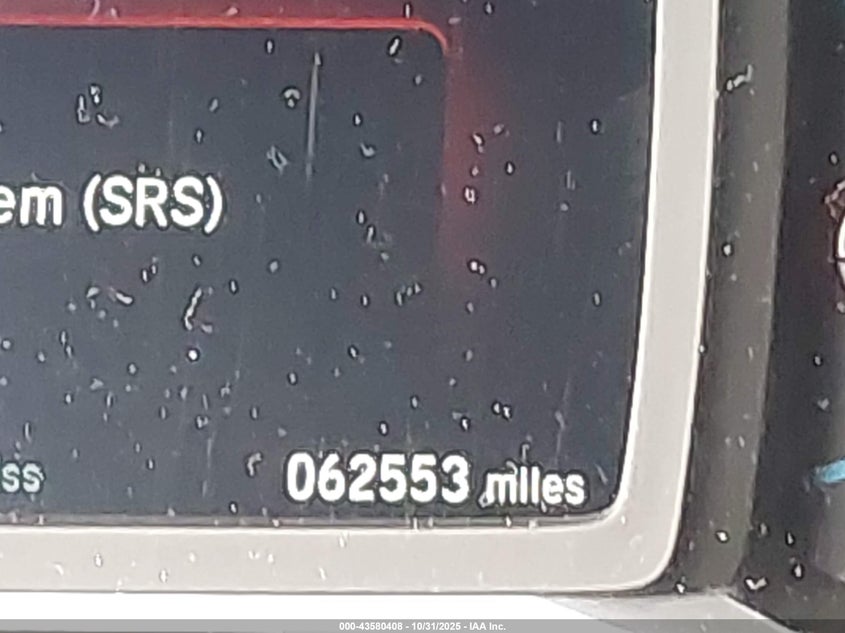 em (SRS)
ss
062553 miles
000-43580408 - 10/31/2025 - IAA Inc.